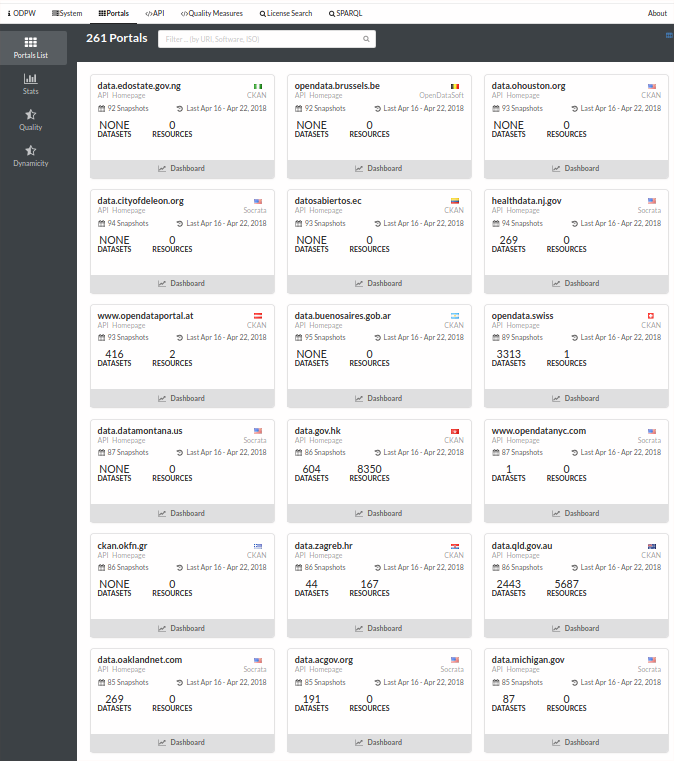 ODPW System Portals API Quality Measures License Search SPARQL About
261 Portals Filter ... (by URI, Software, ISO)
Portals List
Stats
Quality
Dynamicity
data.edostate.gov.ng
API Homepage CKAN
92 Snapshots Last Apr 16 - Apr 22, 2018
NONE 0
DATASETS RESOURCES
Dashboard
opendata.brussels.be
API Homepage OpenDataSoft
92 Snapshots Last Apr 16 - Apr 22, 2018
NONE 0
DATASETS RESOURCES
Dashboard
data.ohouston.org
API Homepage CKAN
93 Snapshots Last Apr 16 - Apr 22, 2018
NONE 0
DATASETS RESOURCES
Dashboard
data.cityofdeleon.org
API Homepage Socrata
94 Snapshots Last Apr 16 - Apr 22, 2018
NONE 0
DATASETS RESOURCES
Dashboard
datosabiertos.ec
API Homepage CKAN
93 Snapshots Last Apr 16 - Apr 22, 2018
NONE 0
DATASETS RESOURCES
Dashboard
healthdata.nj.gov
API Homepage Socrata
94 Snapshots Last Apr 16 - Apr 22, 2018
269 0
DATASETS RESOURCES
Dashboard
www.opendataportal.at
API Homepage CKAN
93 Snapshots Last Apr 16 - Apr 22, 2018
416 2
DATASETS RESOURCES
Dashboard
data.buenosaires.gob.ar
API Homepage CKAN
95 Snapshots Last Apr 16 - Apr 22, 2018
NONE 0
DATASETS RESOURCES
Dashboard
opendata.swiss
API Homepage CKAN
89 Snapshots Last Apr 16 - Apr 22, 2018
3313 1
DATASETS RESOURCES
Dashboard
data.datamontana.us
API Homepage Socrata
87 Snapshots Last Apr 16 - Apr 22, 2018
NONE 0
DATASETS RESOURCES
Dashboard
data.gov.hk
API Homepage CKAN
86 Snapshots Last Apr 16 - Apr 22, 2018
604 8350
DATASETS RESOURCES
Dashboard
www.opendatanyc.com
API Homepage Socrata
87 Snapshots Last Apr 16 - Apr 22, 2018
1 0
DATASETS RESOURCES
Dashboard
ckan.okfn.gr
API Homepage CKAN
86 Snapshots Last Apr 16 - Apr 22, 2018
NONE 0
DATASETS RESOURCES
Dashboard
data.zagreb.hr
API Homepage CKAN
86 Snapshots Last Apr 16 - Apr 22, 2018
44 167
DATASETS RESOURCES
Dashboard
data.qld.gov.au
API Homepage CKAN
86 Snapshots Last Apr 16 - Apr 22, 2018
2443 5687
DATASETS RESOURCES
Dashboard
data.oaklandnet.com
API Homepage Socrata
85 Snapshots Last Apr 16 - Apr 22, 2018
269 0
DATASETS RESOURCES
Dashboard
data.acgov.org
API Homepage Socrata
85 Snapshots Last Apr 16 - Apr 22, 2018
191 0
DATASETS RESOURCES
Dashboard
data.michigan.gov
API Homepage Socrata
85 Snapshots Last Apr 16 - Apr 22, 2018
87 0
DATASETS RESOURCES
Dashboard